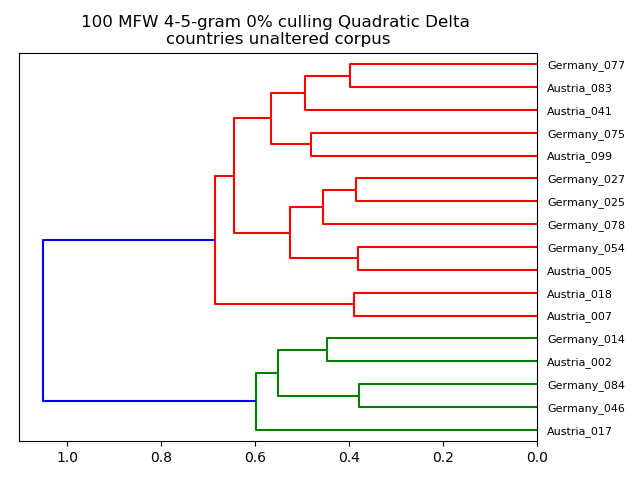 100 MFW 4-5-gram 0% culling Quadratic Delta
countries unaltered corpus
Germany_077
Austria_083
Austria_041
Germany_075
Austria_099
Germany_027
Germany_025
Germany_078
Germany_054
Austria_005
Austria_018
Austria_007
Germany_014
Austria_002
Germany_084
Germany_046
Austria_017
1.0 0.8 0.6 0.4 0.2 0.0